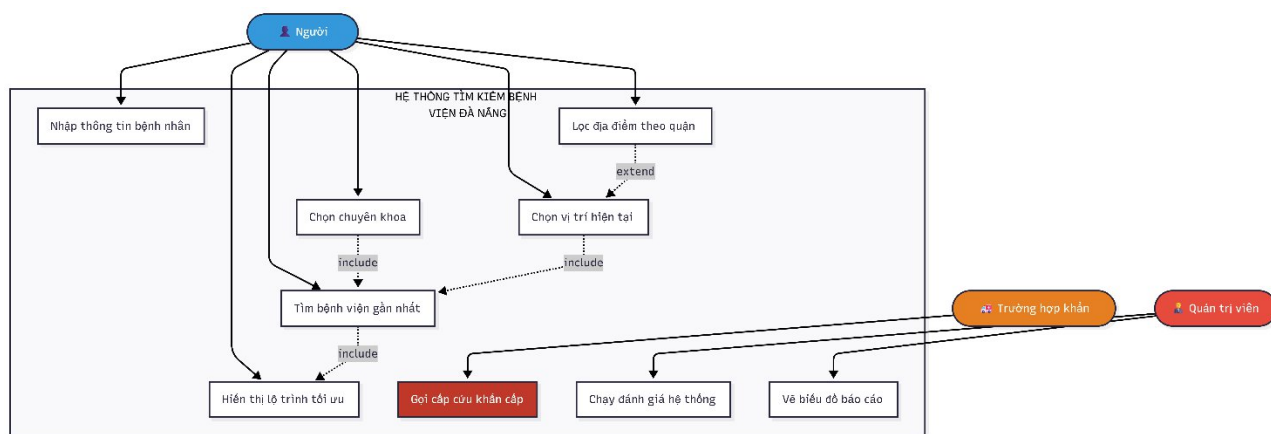 Người
HỆ THỐNG TÌM KIẾM BỆNH
VIỆN ĐÀ NẴNG
Nhập thông tin bệnh nhân
Lọc địa điểm theo quận
extend
Chọn chuyên khoa
Chọn vị trí hiện tại
include
include
Tìm bệnh viện gần nhất
Trường hợp khẩn
Quản trị viên
include
Hiển thị lộ trình tối ưu
Gọi cấp cứu khẩn cấp
Chạy đánh giá hệ thống
Vẽ biểu đồ báo cáo